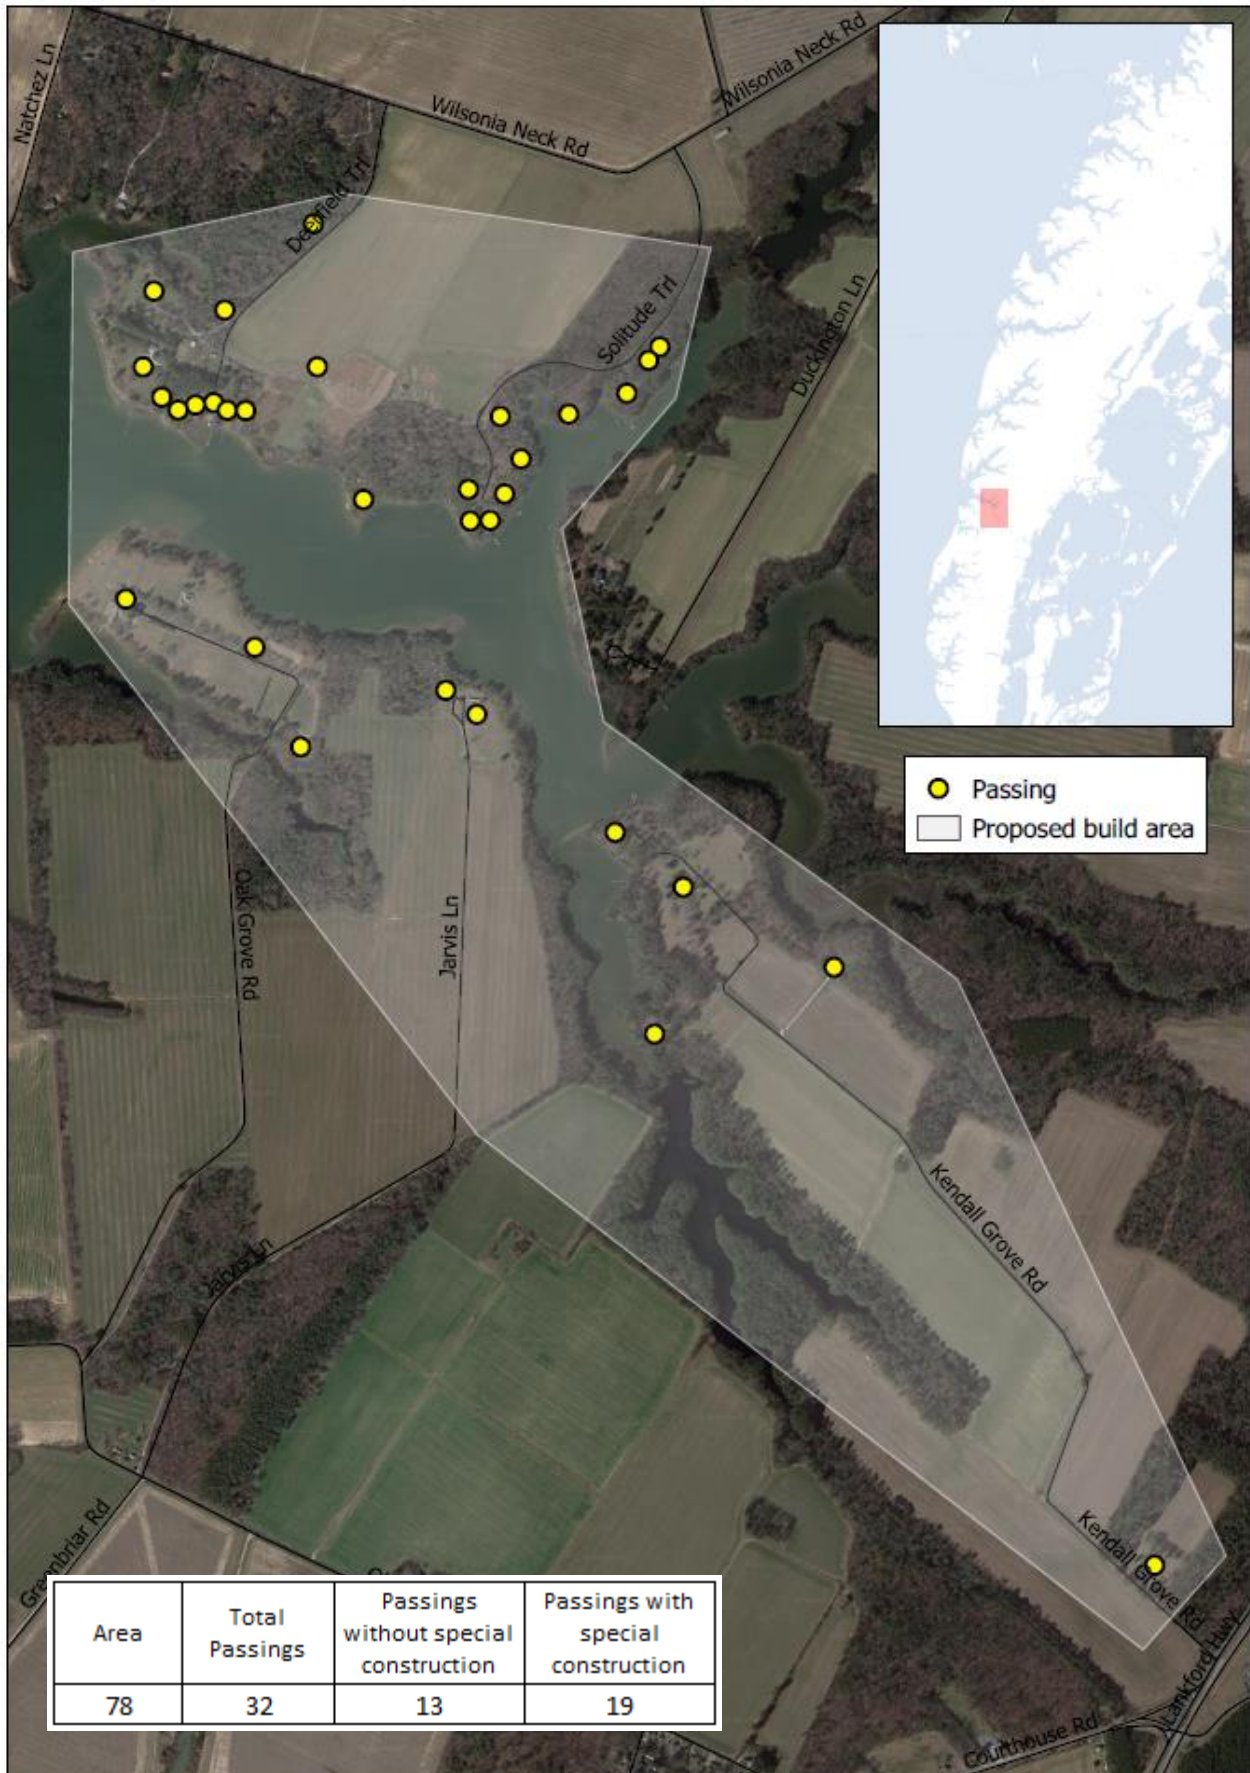 Natchez Ln
Wilsonia Neck Rd
Wilsonia Neck Rd
Deerfield Trl
Solitude Trl
Duckington Ln
Passing
Proposed build area
Oak Grove Rd
Jarvis Ln
Kendall Grove Rd
Jarvis Ln
Greenbriar Rd
Kendall Grove Rd
Lankford Hwy
Courthouse Rd
Area
Total
Passings
Passings
without special
construction
Passings with
special
construction
78
32
13
19